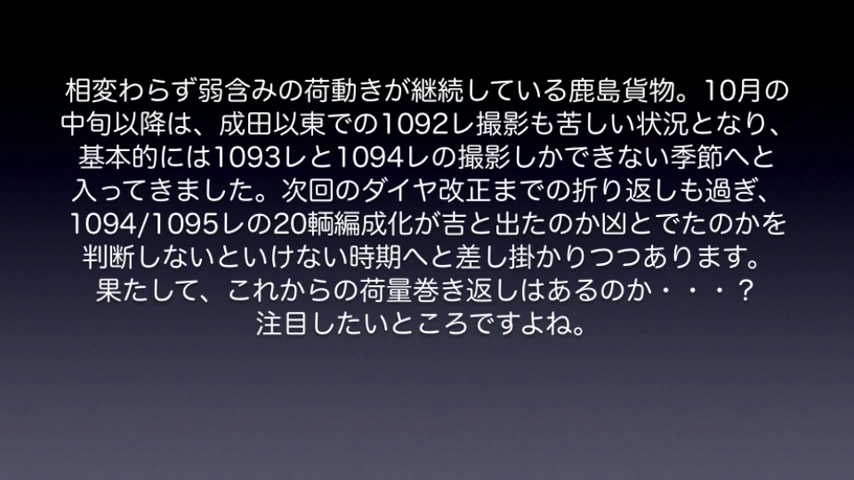 相変わらず弱含みの荷動きが継続している鹿島貨物。10月の
中旬以降は、成田以東での1092レ撮影も苦しい状況となり、
基本的には1093レと1094レの撮影しかできない季節へと
入ってきました。次回のダイヤ改正までの折り返しも過ぎ、
1094/1095レの20輌編成化が吉と出たのか凶とでたのかを
判断しないといけない時期へと差し掛かりつつあります。
果たして、これからの荷量巻き返しはあるのか・・・？
注目したいところですよね。